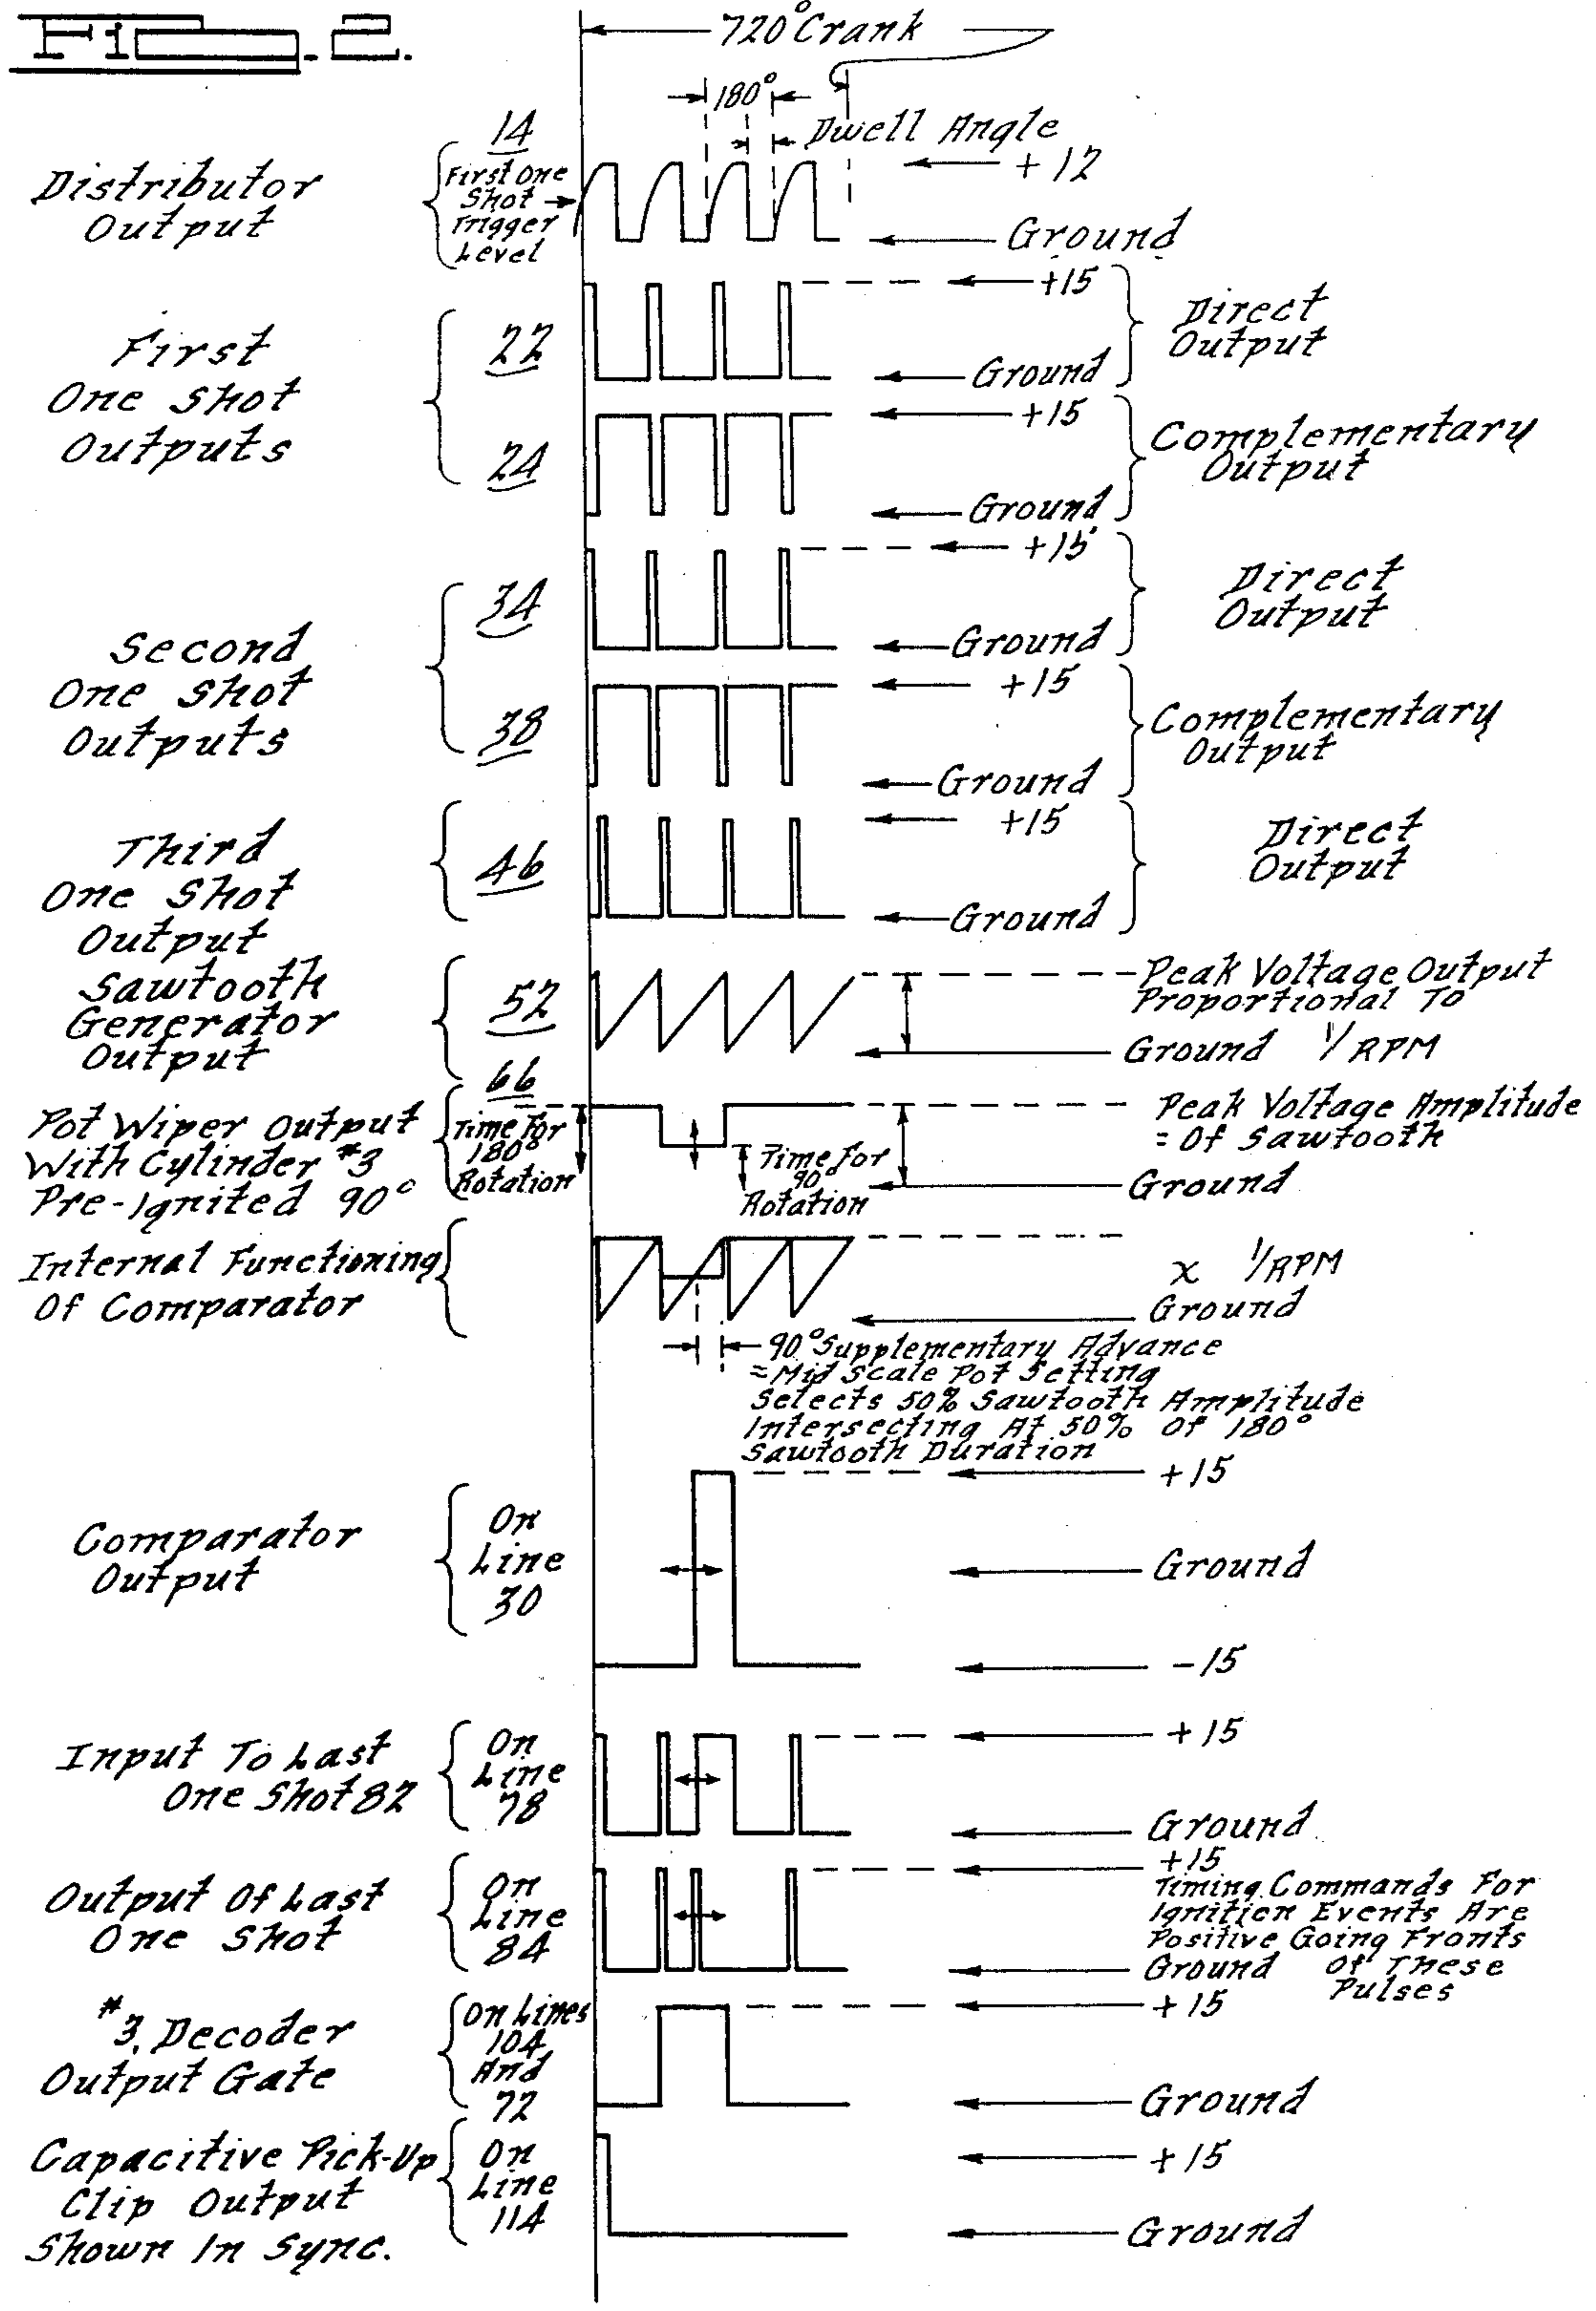 FIG. 2.
720° Crank
180°
Dwell Angle
Distributor
Output
14
First One
Shot
Trigger
Level
+12
Ground
First
One Shot
Outputs
22
+15
Ground
Direct
Output
24
+15
Ground
Complementary
Output
Second
One Shot
Outputs
34
+15
Ground
Direct
Output
38
+15
Ground
Complementary
Output
Third
One Shot
Output
46
+15
Ground
Direct
Output
Sawtooth
Generator
Output
52
Peak Voltage Output
Proportional To
Ground 1/RPM
Pot Wiper Output
With Cylinder #3
Pre-Ignited 90°
66
Time For
180°
Rotation
Time For
90°
Rotation
Peak Voltage Amplitude
= Of Sawtooth
Ground
Internal Functioning
Of Comparator
x 1/RPM
Ground
90° Supplementary Advance
=Mid Scale Pot Setting
Selects 50% Sawtooth Amplitude
Intersecting At 50% Of 180°
Sawtooth Duration
Comparator
Output
On
Line
30
+15
Ground
-15
Input To Last
One Shot 82
On
Line
78
+15
Ground
Output Of Last
One Shot
On
Line
84
+15
Timing Commands For
Ignition Events Are
Positive Going Fronts
Ground Of These
Pulses
#3, Decoder
Output Gate
On Lines
104
And
72
+15
Ground
Capacitive Pick-Up
Clip Output
Shown In Sync.
On
Line
114
+15
Ground